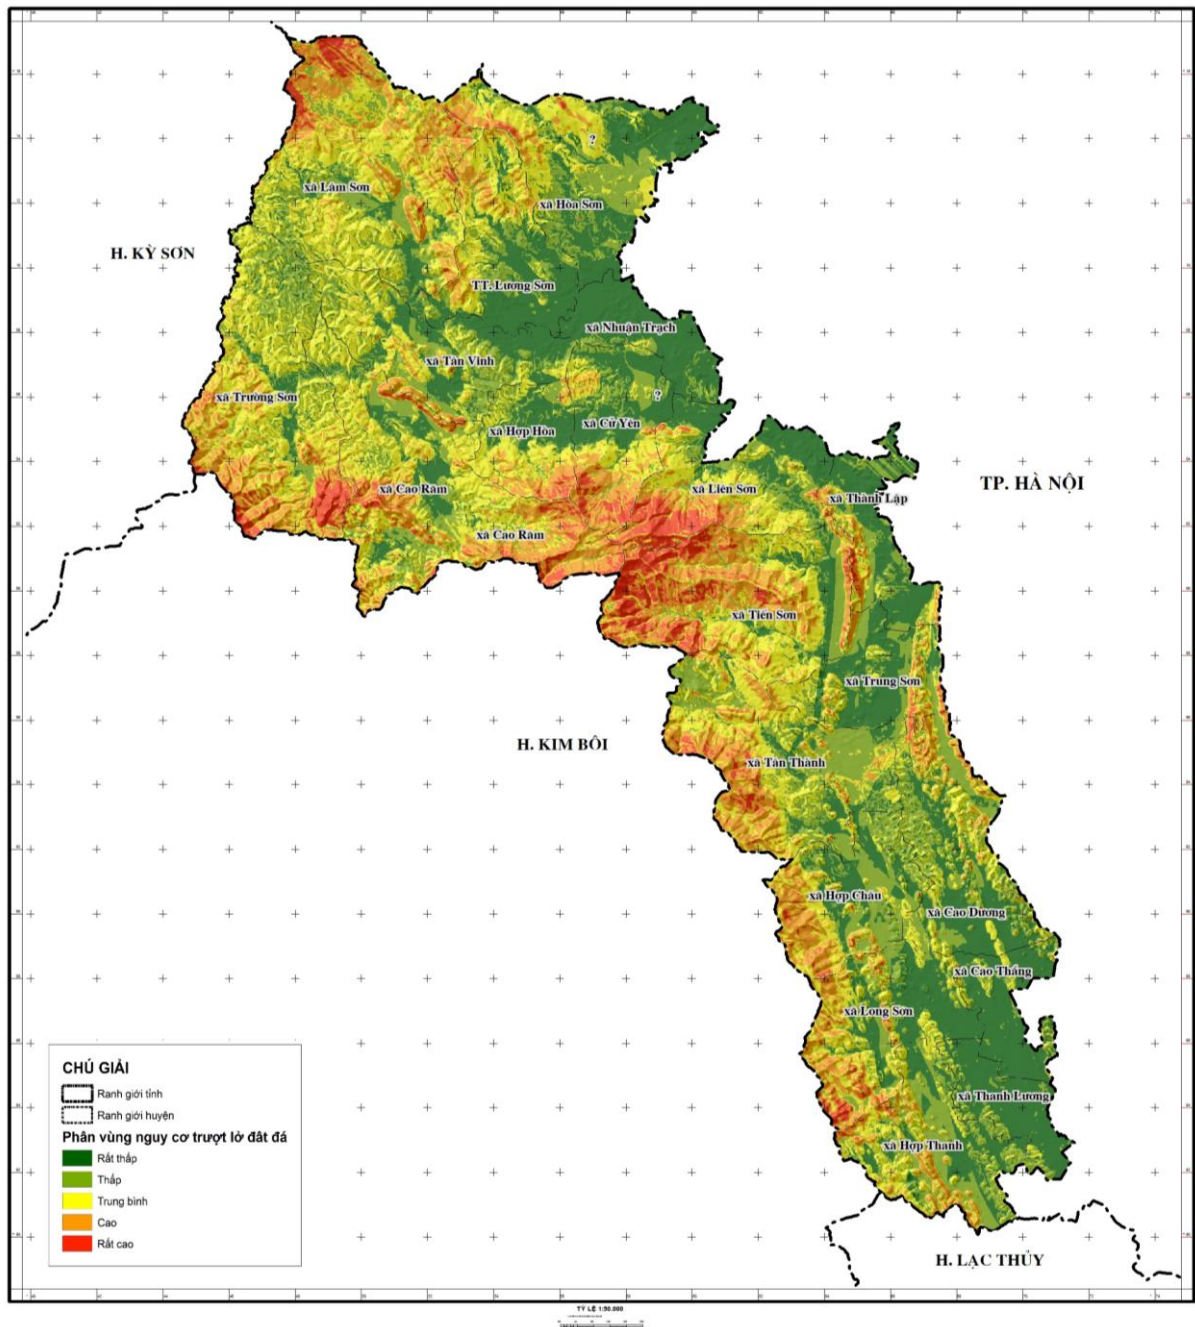 xã Lâm Sơn
?
xã Hòa Sơn
H. KỲ SƠN
TT. Lương Sơn
xã Nhuận Trạch
xã Tân Vinh
xã Trường Sơn
?
xã Hợp Hòa
xã Cử Yên
xã Cao Răm
xã Liên Sơn
xã Thành Lập
TP. HÀ NỘI
xã Cao Răm
xã Tiến Sơn
xã Trung Sơn
H. KIM BÔI
xã Tân Thành
xã Hợp Châu
xã Cao Dương
xã Cao Thắng
xã Long Sơn
xã Thanh Lương
xã Hợp Thanh
H. LẠC THỦY
CHÚ GIẢI
Ranh giới tỉnh
Ranh giới huyện
Phân vùng nguy cơ trượt lở đất đá
Rất thấp
Thấp
Trung bình
Cao
Rất cao
TỶ LỆ 1:50.000